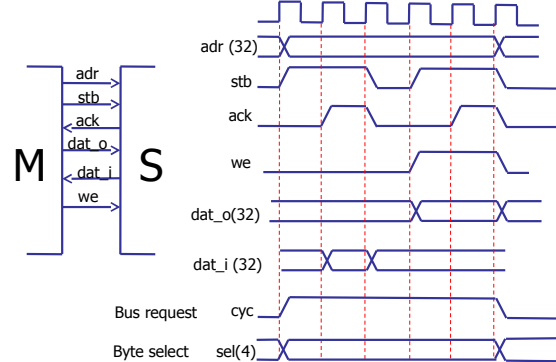 adr
stb
ack
dat_o
dat_i
we
M
S
adr (32)
stb
ack
we
dat_o(32)
dat_i (32)
Bus request cyc
Byte select sel(4)